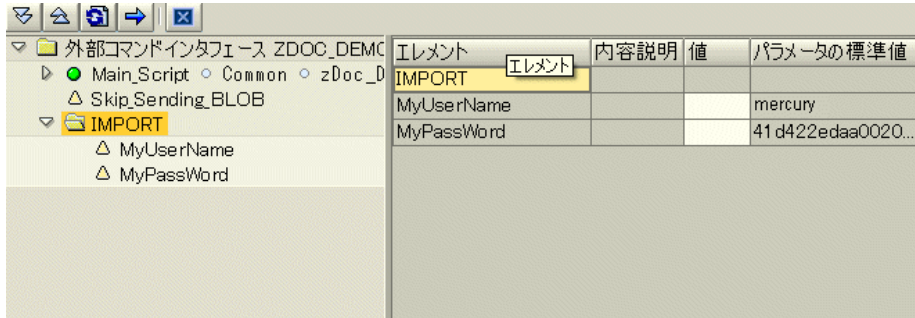 外部コマンドインタフェース ZDOC_DEMO
Main_Script ○ Common ○ zDoc_D
Skip_Sending_BLOB
IMPORT
MyUserName
MyPassWord
エレメント 内容説明 値 パラメータの標準値
エレメント
IMPORT
MyUserName mercury
MyPassWord 41d422edaa0020...